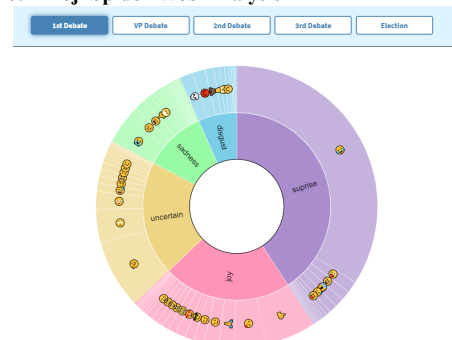 1st Debate
VP Debate
2nd Debate
3rd Debate
Election
disgust
sadness
suprise
uncertain
joy